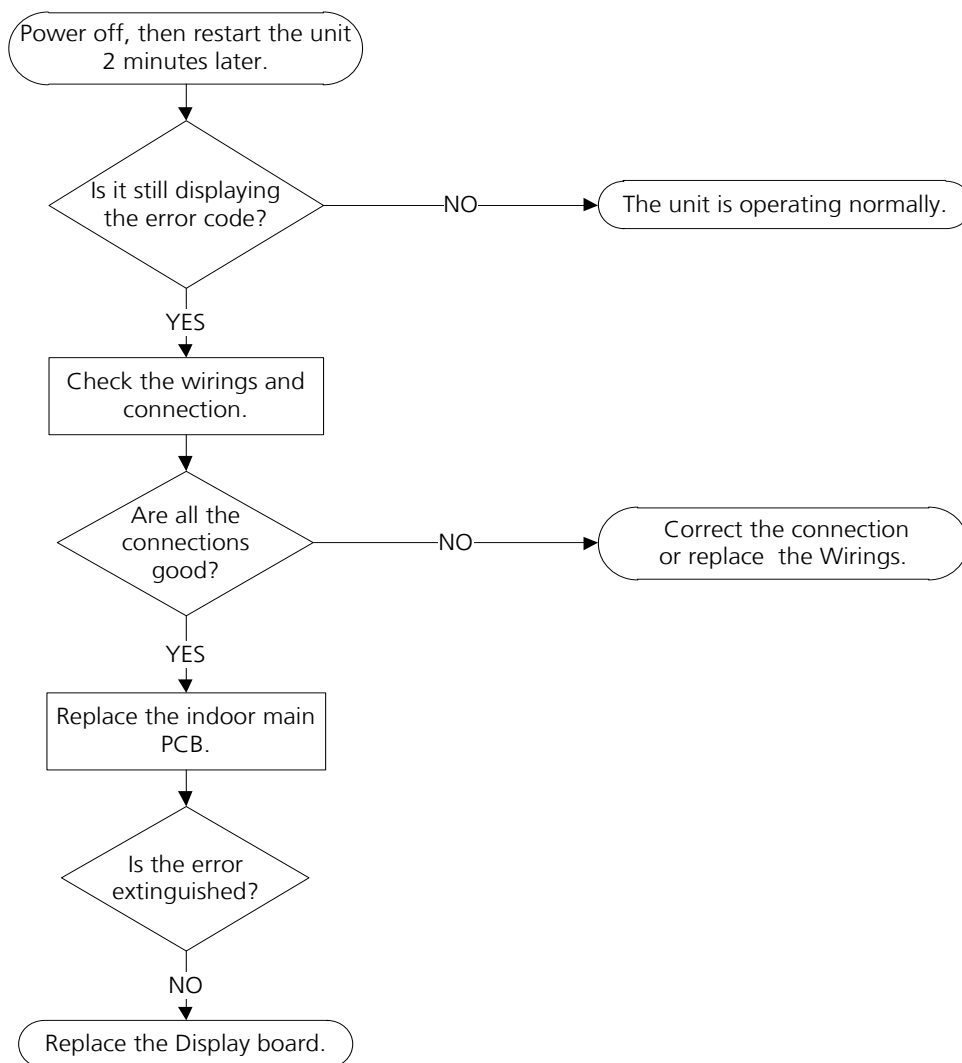 Power off, then restart the unit
2 minutes later.
Is it still displaying
the error code?
NO
The unit is operating normally.
YES
Check the wirings and
connection.
Are all the
connections
good?
NO
Correct the connection
or replace  the Wirings.
YES
Replace the indoor main
PCB.
Is the error
extinguished?
NO
Replace the Display board.